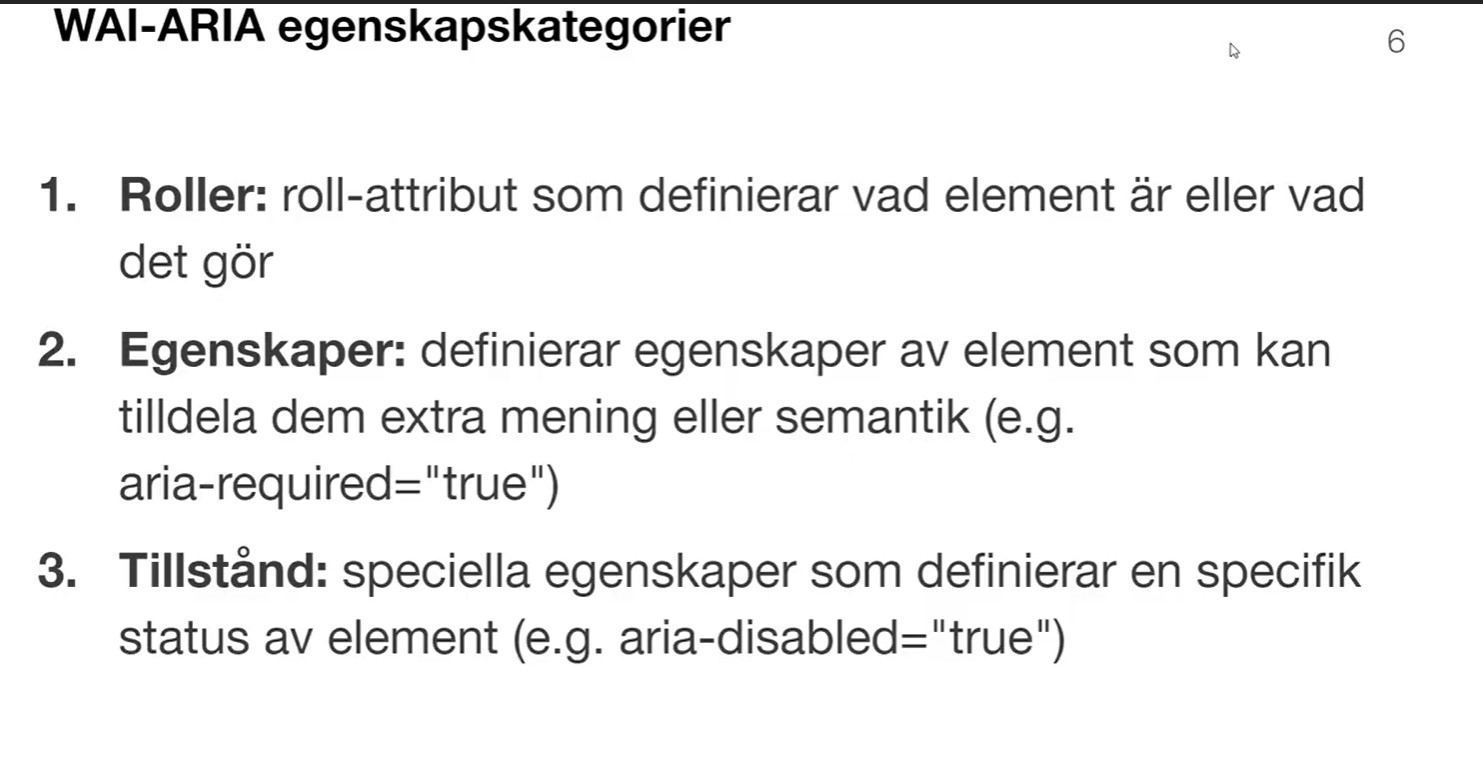 WAI-ARIA egenskapskategorier
6
1. Roller: roll-attribut som definierar vad element är eller vad
det gör
2. Egenskaper: definierar egenskaper av element som kan
tilldela dem extra mening eller semantik (e.g.
aria-required="true")
3. Tillstånd: speciella egenskaper som definierar en specifik
status av element (e.g. aria-disabled="true")